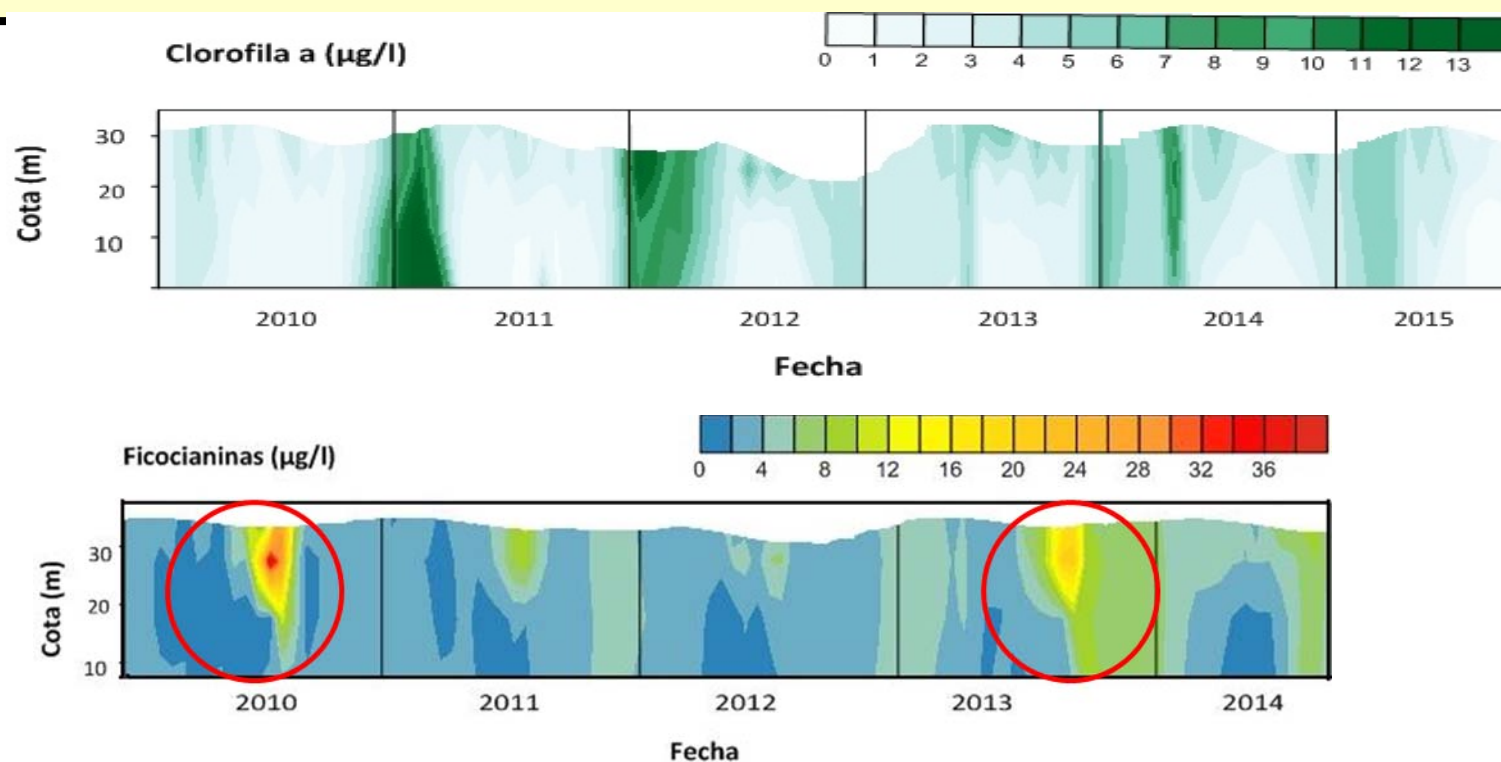 Clorofila a (µg/l)
0 1 2 3 4 5 6 7 8 9 10 11 12 13
Cota (m)
30
20
10
2010 2011 2012 2013 2014 2015
Fecha
Ficocianinas (µg/l)
0 4 8 12 16 20 24 28 32 36
Cota (m)
30
20
10
2010 2011 2012 2013 2014
Fecha